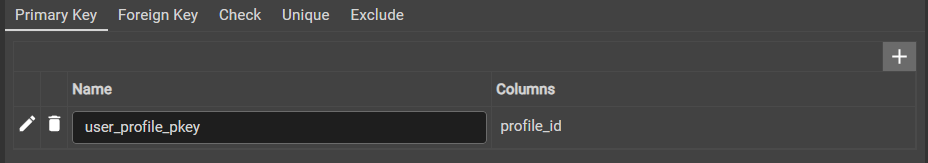 Primary Key Foreign Key Check Unique Exclude
Name Columns
user_profile_pkey profile_id